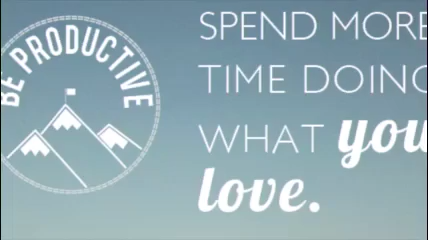 BE PRODUCTIVE
SPEND MORE
TIME DOING
WHAT you
love.